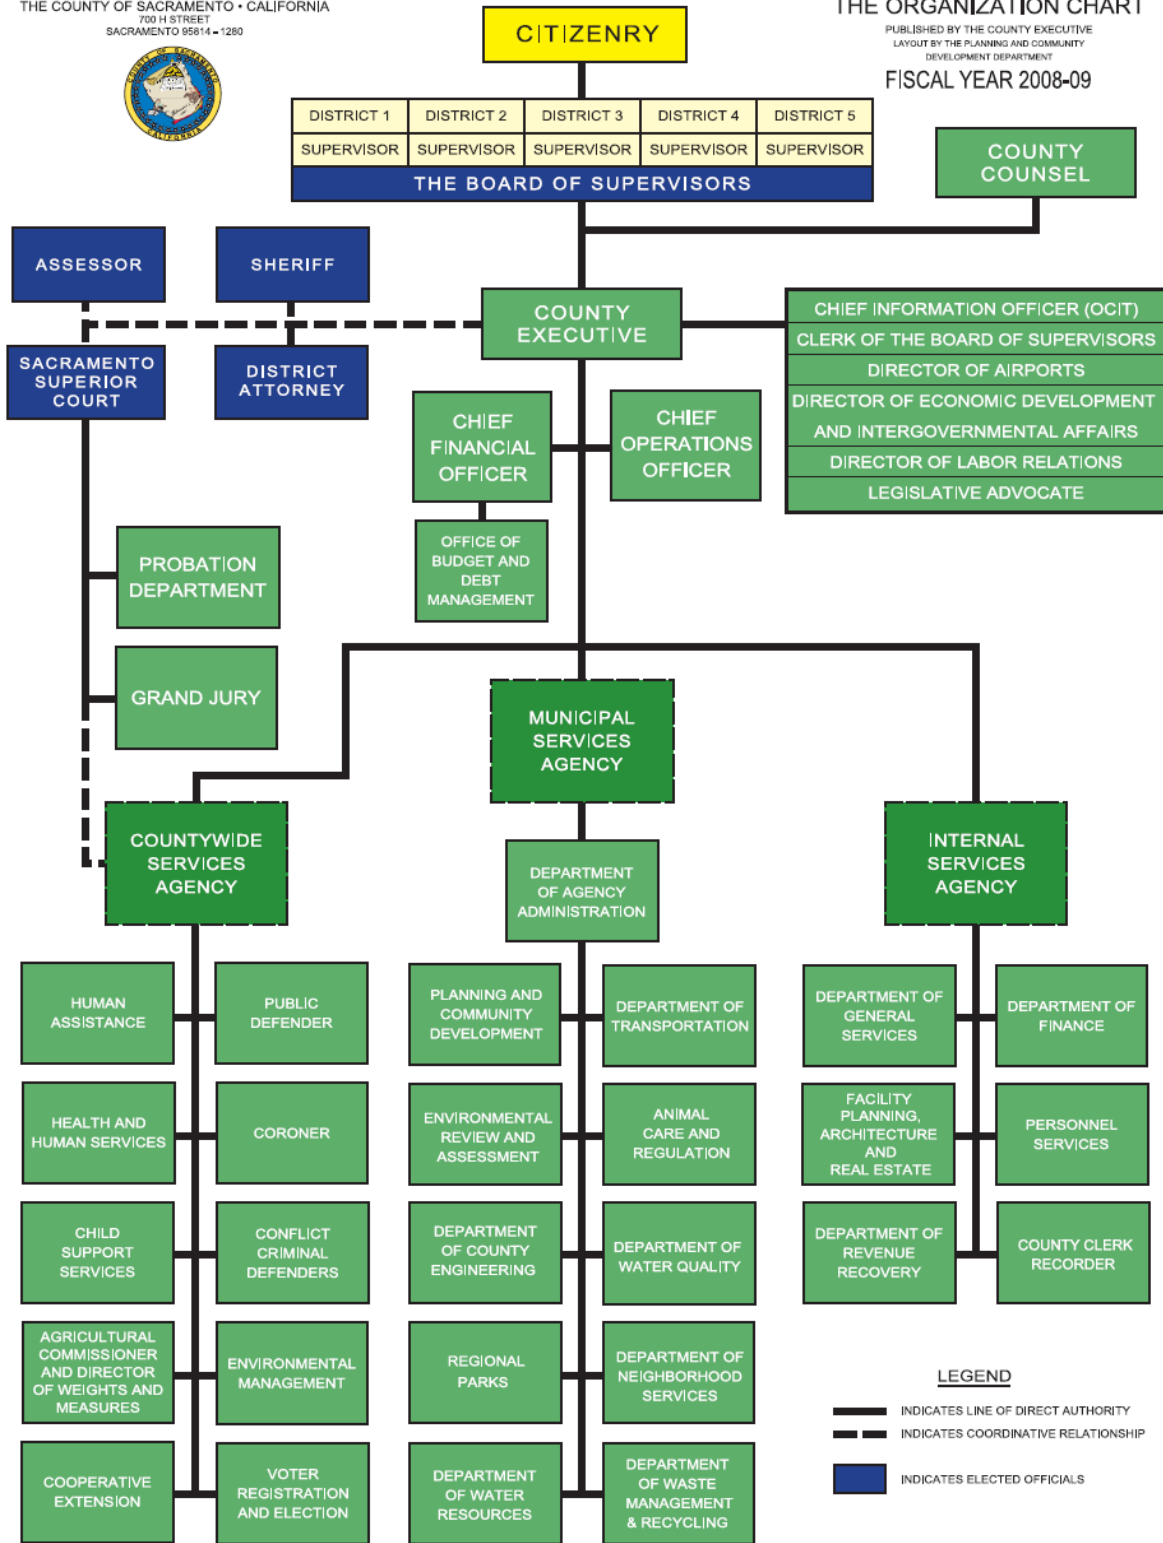 THE COUNTY OF SACRAMENTO • CALIFORNIA
700 H STREET
SACRAMENTO 95814 – 1280
COUNTY OF SACRAMENTO
CALIFORNIA
THE ORGANIZATION CHART
PUBLISHED BY THE COUNTY EXECUTIVE
LAYOUT BY THE PLANNING AND COMMUNITY
DEVELOPMENT DEPARTMENT
FISCAL YEAR 2008-09
CITIZENRY
DISTRICT 1
DISTRICT 2
DISTRICT 3
DISTRICT 4
DISTRICT 5
SUPERVISOR
SUPERVISOR
SUPERVISOR
SUPERVISOR
SUPERVISOR
THE BOARD OF SUPERVISORS
COUNTY
COUNSEL
ASSESSOR
SHERIFF
SACRAMENTO
SUPERIOR
COURT
DISTRICT
ATTORNEY
COUNTY
EXECUTIVE
CHIEF INFORMATION OFFICER (OCIT)
CLERK OF THE BOARD OF SUPERVISORS
DIRECTOR OF AIRPORTS
DIRECTOR OF ECONOMIC DEVELOPMENT
AND INTERGOVERNMENTAL AFFAIRS
DIRECTOR OF LABOR RELATIONS
LEGISLATIVE ADVOCATE
CHIEF
FINANCIAL
OFFICER
CHIEF
OPERATIONS
OFFICER
OFFICE OF
BUDGET AND
DEBT
MANAGEMENT
PROBATION
DEPARTMENT
GRAND JURY
MUNICIPAL
SERVICES
AGENCY
COUNTYWIDE
SERVICES
AGENCY
INTERNAL
SERVICES
AGENCY
DEPARTMENT
OF AGENCY
ADMINISTRATION
HUMAN
ASSISTANCE
PUBLIC
DEFENDER
HEALTH AND
HUMAN SERVICES
CORONER
CHILD
SUPPORT
SERVICES
CONFLICT
CRIMINAL
DEFENDERS
AGRICULTURAL
COMMISSIONER
AND DIRECTOR
OF WEIGHTS AND
MEASURES
ENVIRONMENTAL
MANAGEMENT
COOPERATIVE
EXTENSION
VOTER
REGISTRATION
AND ELECTION
PLANNING AND
COMMUNITY
DEVELOPMENT
DEPARTMENT OF
TRANSPORTATION
ENVIRONMENTAL
REVIEW AND
ASSESSMENT
ANIMAL
CARE AND
REGULATION
DEPARTMENT
OF COUNTY
ENGINEERING
DEPARTMENT OF
WATER QUALITY
REGIONAL
PARKS
DEPARTMENT OF
NEIGHBORHOOD
SERVICES
DEPARTMENT
OF WATER
RESOURCES
DEPARTMENT
OF WASTE
MANAGEMENT
& RECYCLING
DEPARTMENT OF
GENERAL
SERVICES
DEPARTMENT OF
FINANCE
FACILITY
PLANNING,
ARCHITECTURE
AND
REAL ESTATE
PERSONNEL
SERVICES
DEPARTMENT OF
REVENUE
RECOVERY
COUNTY CLERK
RECORDER
LEGEND
INDICATES LINE OF DIRECT AUTHORITY
INDICATES COORDINATIVE RELATIONSHIP
INDICATES ELECTED OFFICIALS